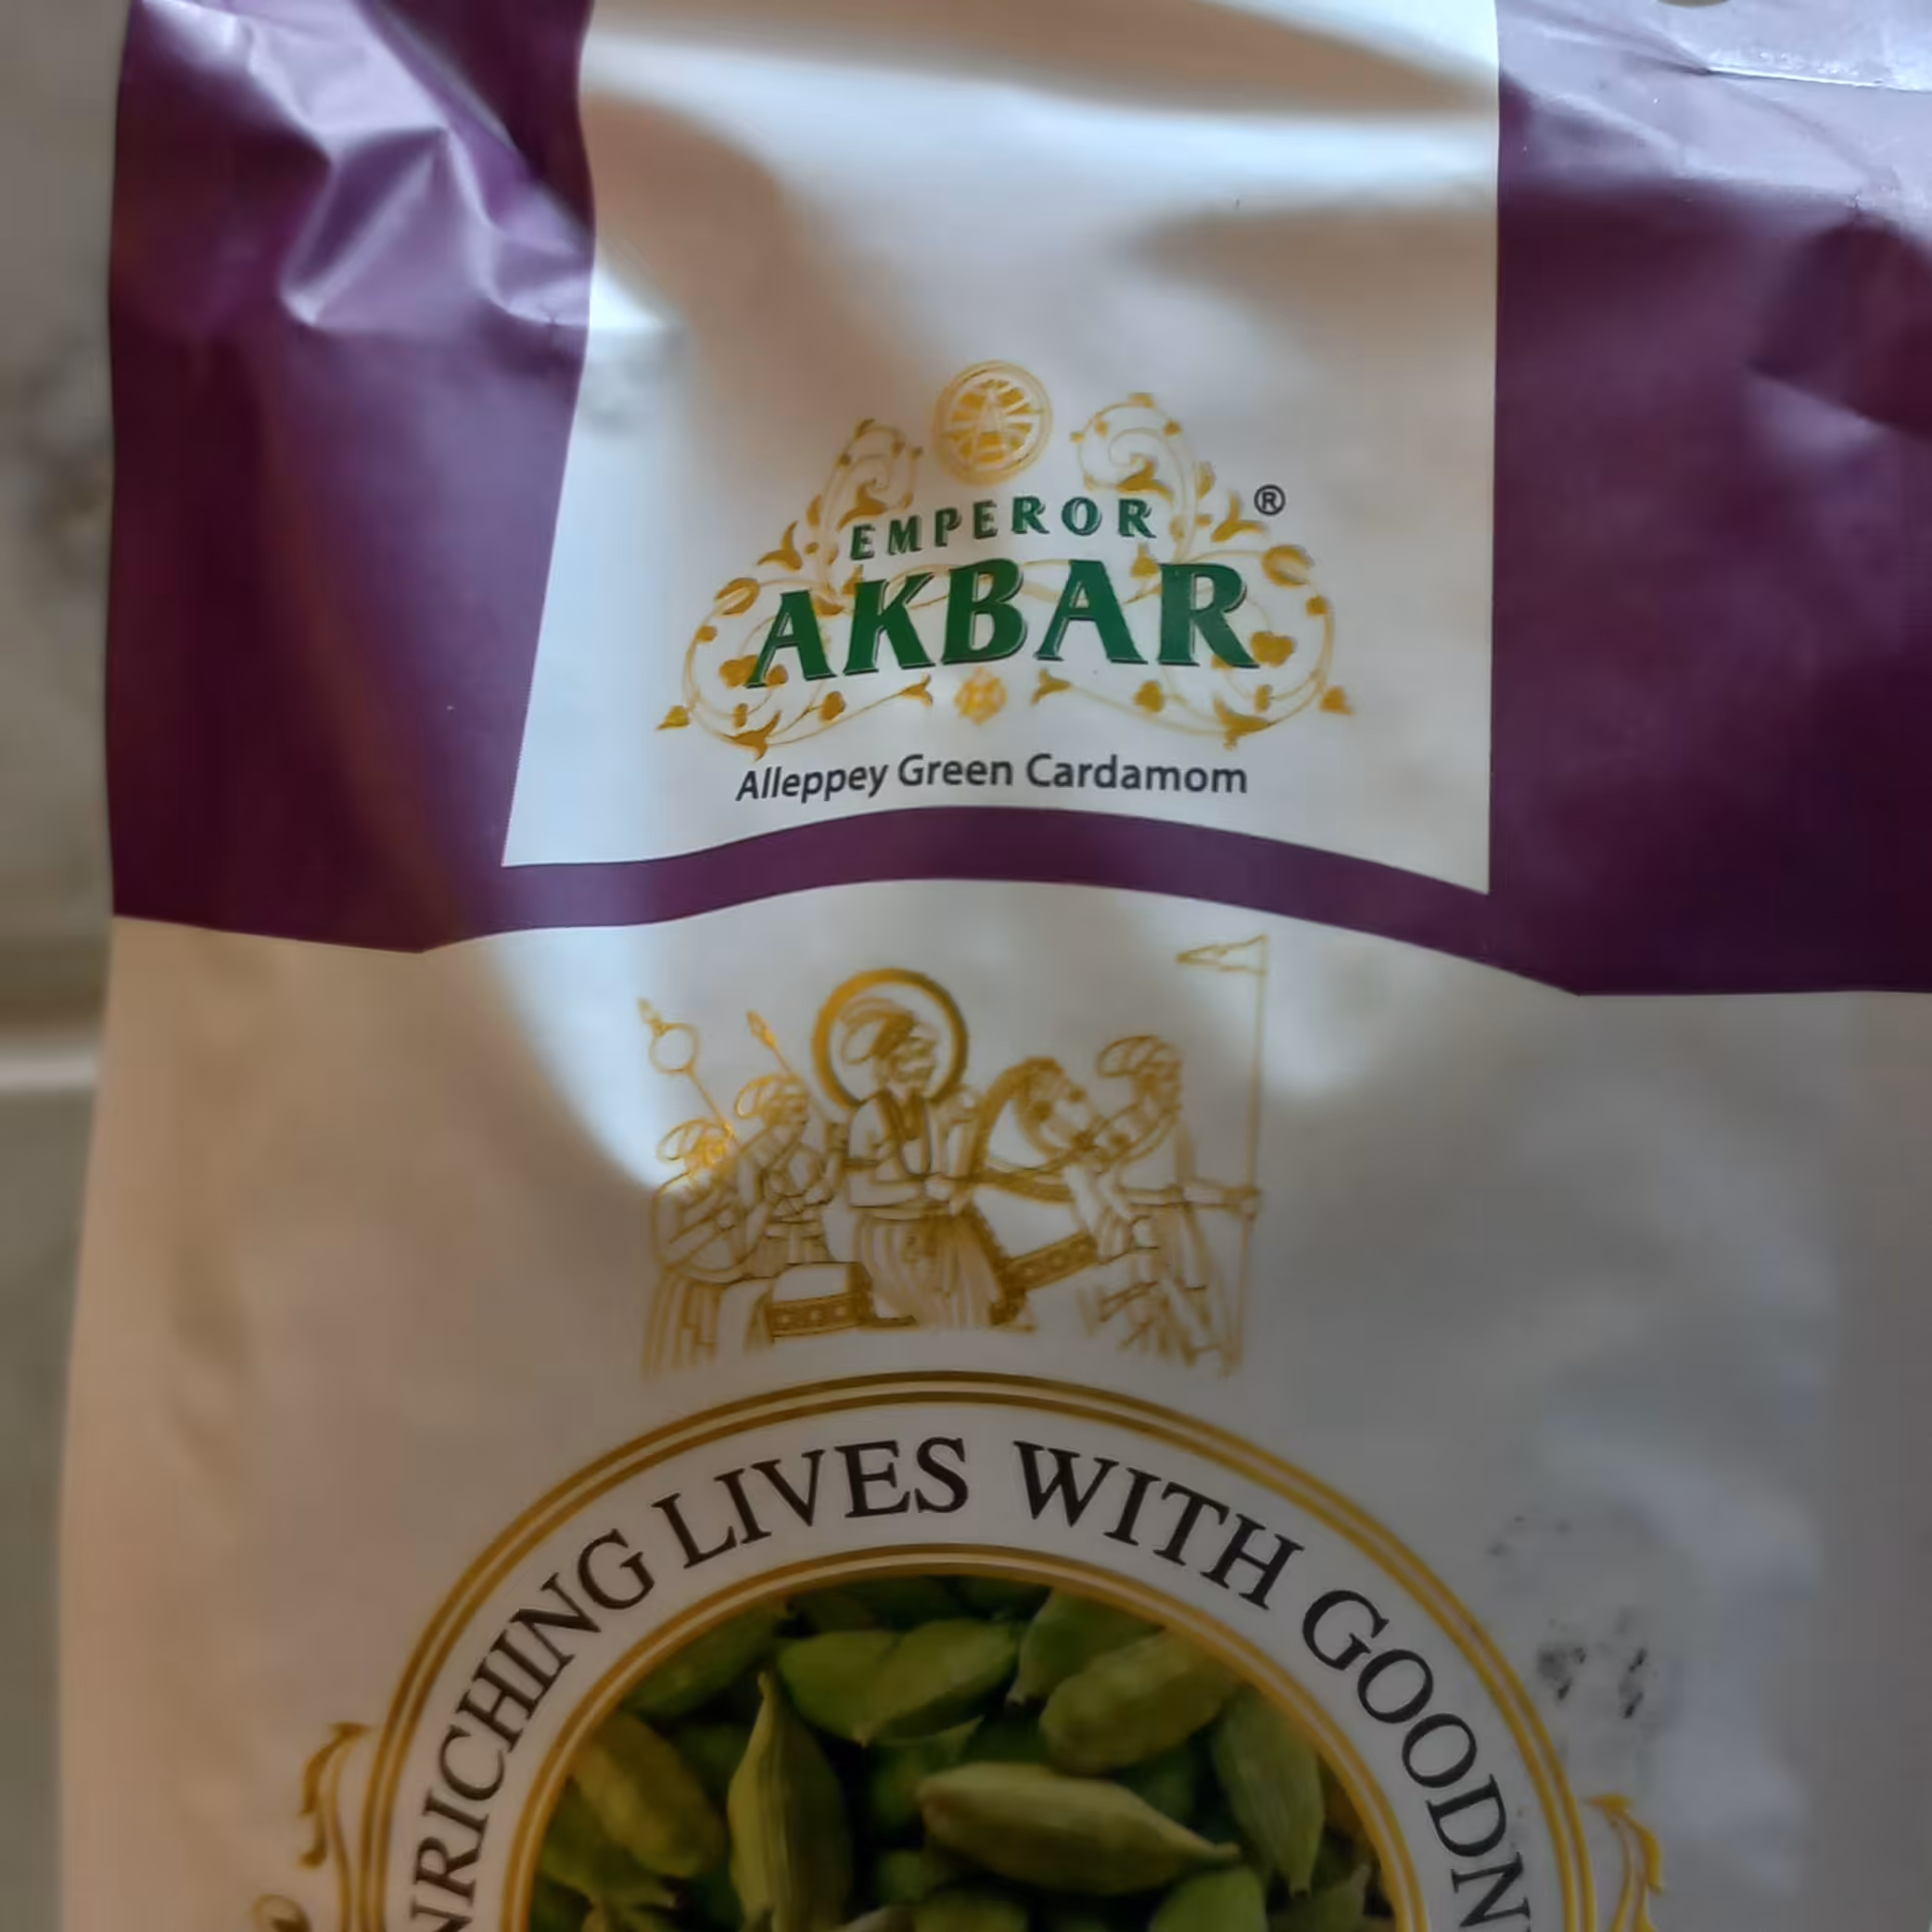 EMPEROR ®
AKBAR
Alleppey Green Cardamom
NRICHING LIVES WITH GOODN